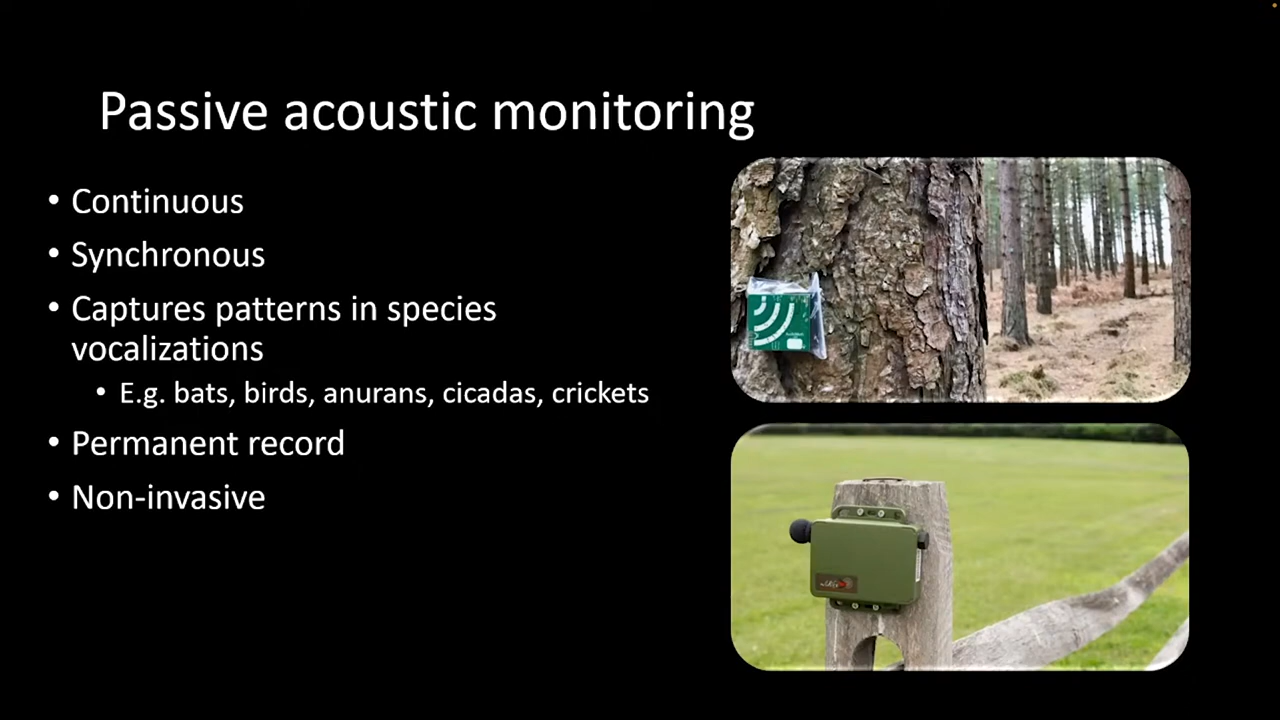 Passive acoustic monitoring
• Continuous
• Synchronous
• Captures patterns in species
vocalizations
• E.g. bats, birds, anurans, cicadas, crickets
• Permanent record
• Non-invasive